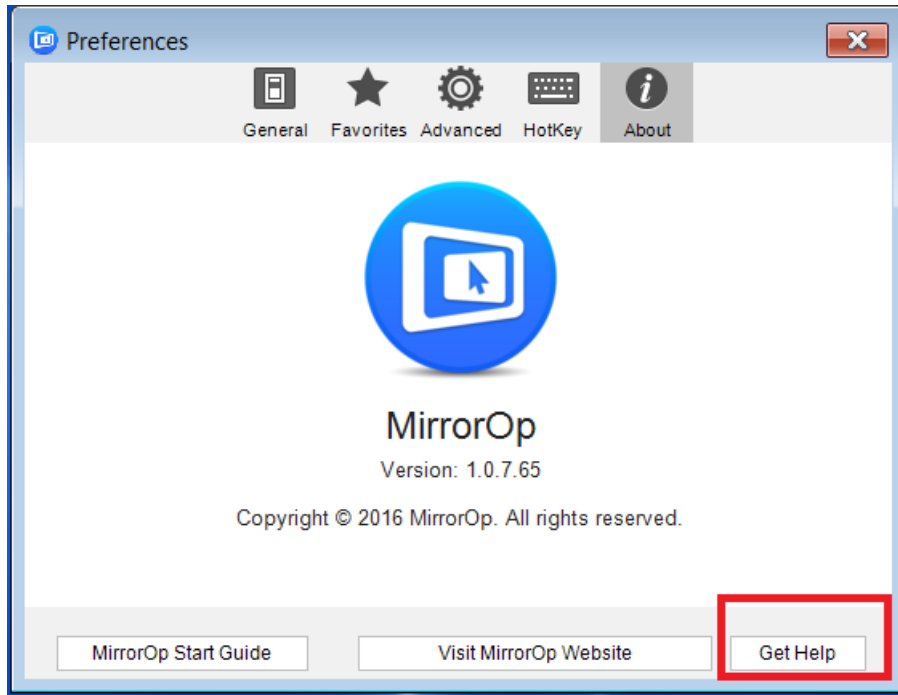 Preferences
General Favorites Advanced HotKey About
MirrorOp
Version: 1.0.7.65
Copyright © 2016 MirrorOp. All rights reserved.
MirrorOp Start Guide Visit MirrorOp Website Get Help